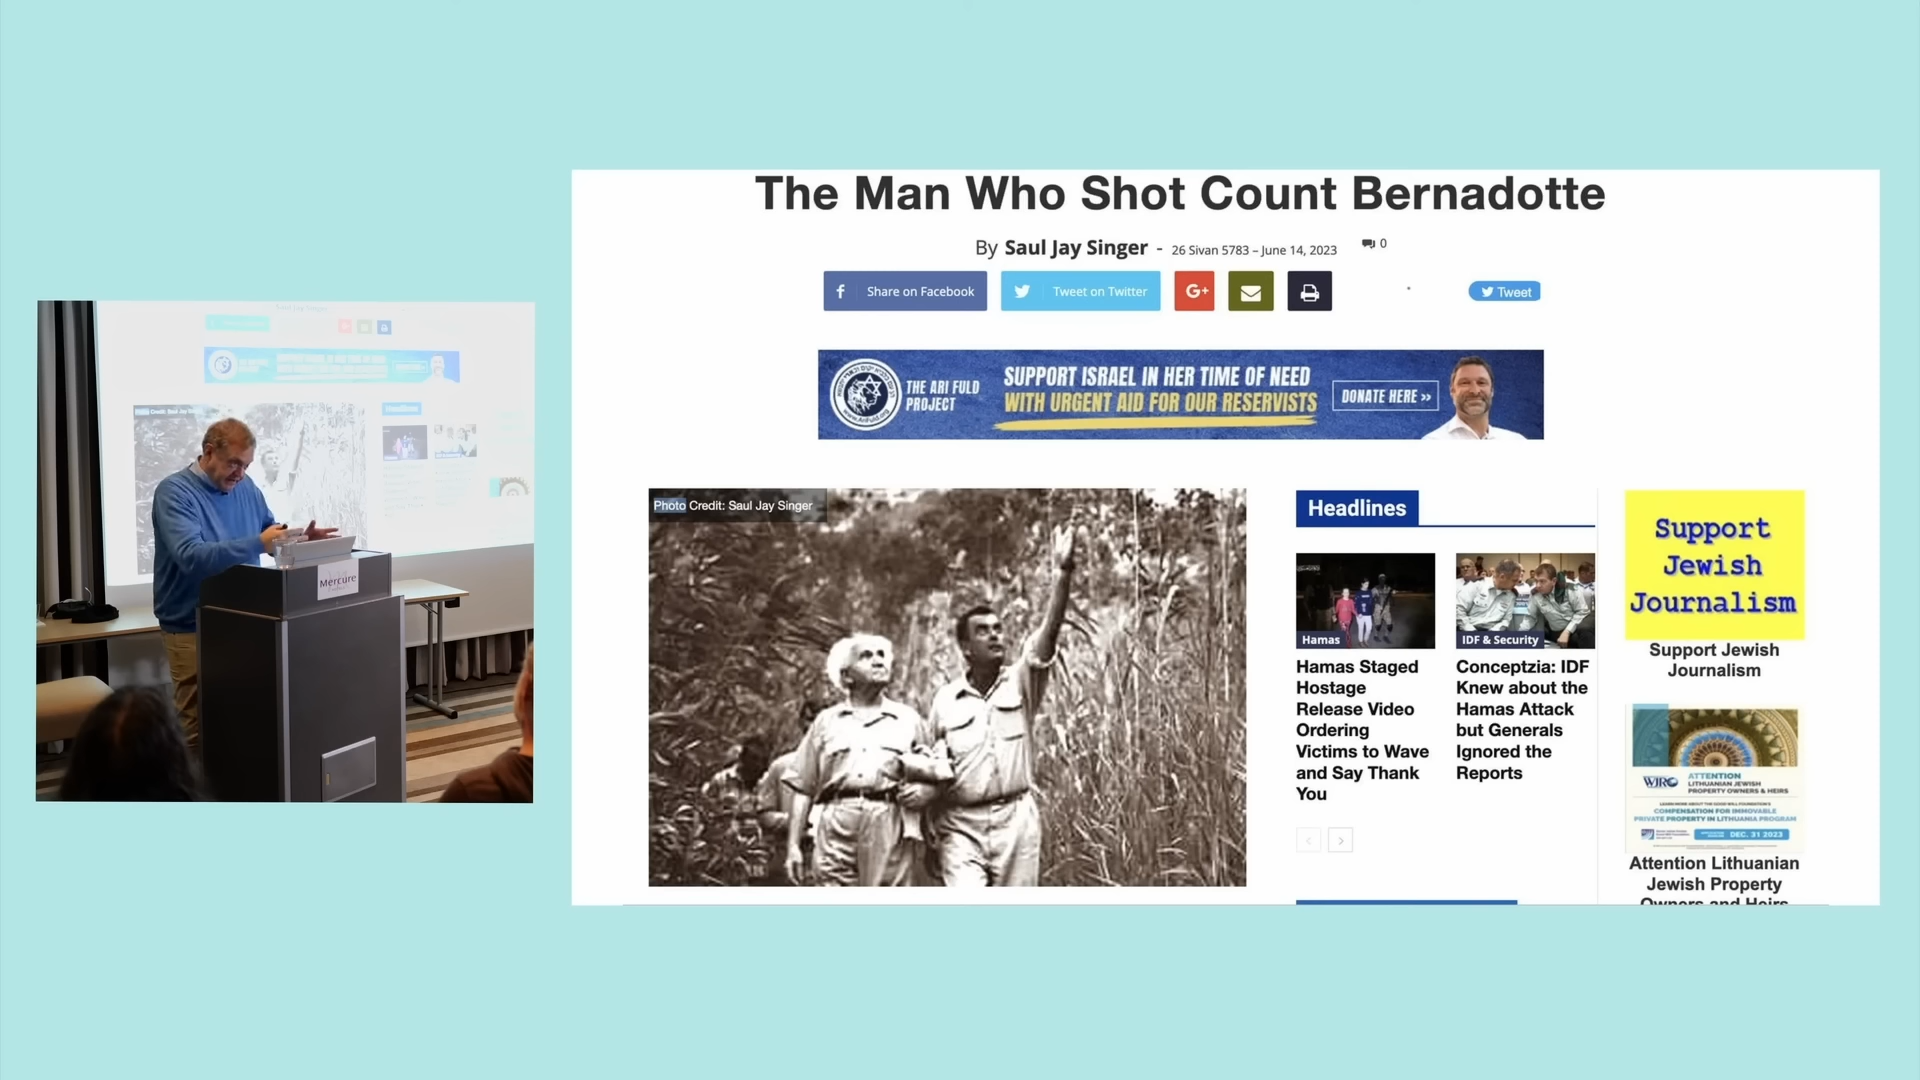 The Man Who Shot Count Bernadotte
By Saul Jay Singer - 26 Sivan 5783 – June 14, 2023
0
Share on Facebook
Tweet on Twitter
G+
Tweet
THE ARI FULD
PROJECT
SUPPORT ISRAEL IN HER TIME OF NEED
WITH URGENT AID FOR OUR RESERVISTS
DONATE HERE >>
Photo Credit: Saul Jay Singer
Headlines
Hamas
Hamas Staged
Hostage
Release Video
Ordering
Victims to Wave
and Say Thank
You
IDF & Security
Conceptzia: IDF
Knew about the
Hamas Attack
but Generals
Ignored the
Reports
Support
Jewish
Journalism
Support Jewish
Journalism
WJRO
ATTENTION
LITHUANIAN JEWISH
PROPERTY OWNERS & HEIRS
COMPENSATION FOR IMMOVABLE
PRIVATE PROPERTY IN LITHUANIA PROGRAM
DEC. 31 2023
Attention Lithuanian
Jewish Property
Owners and Heirs
Mercure